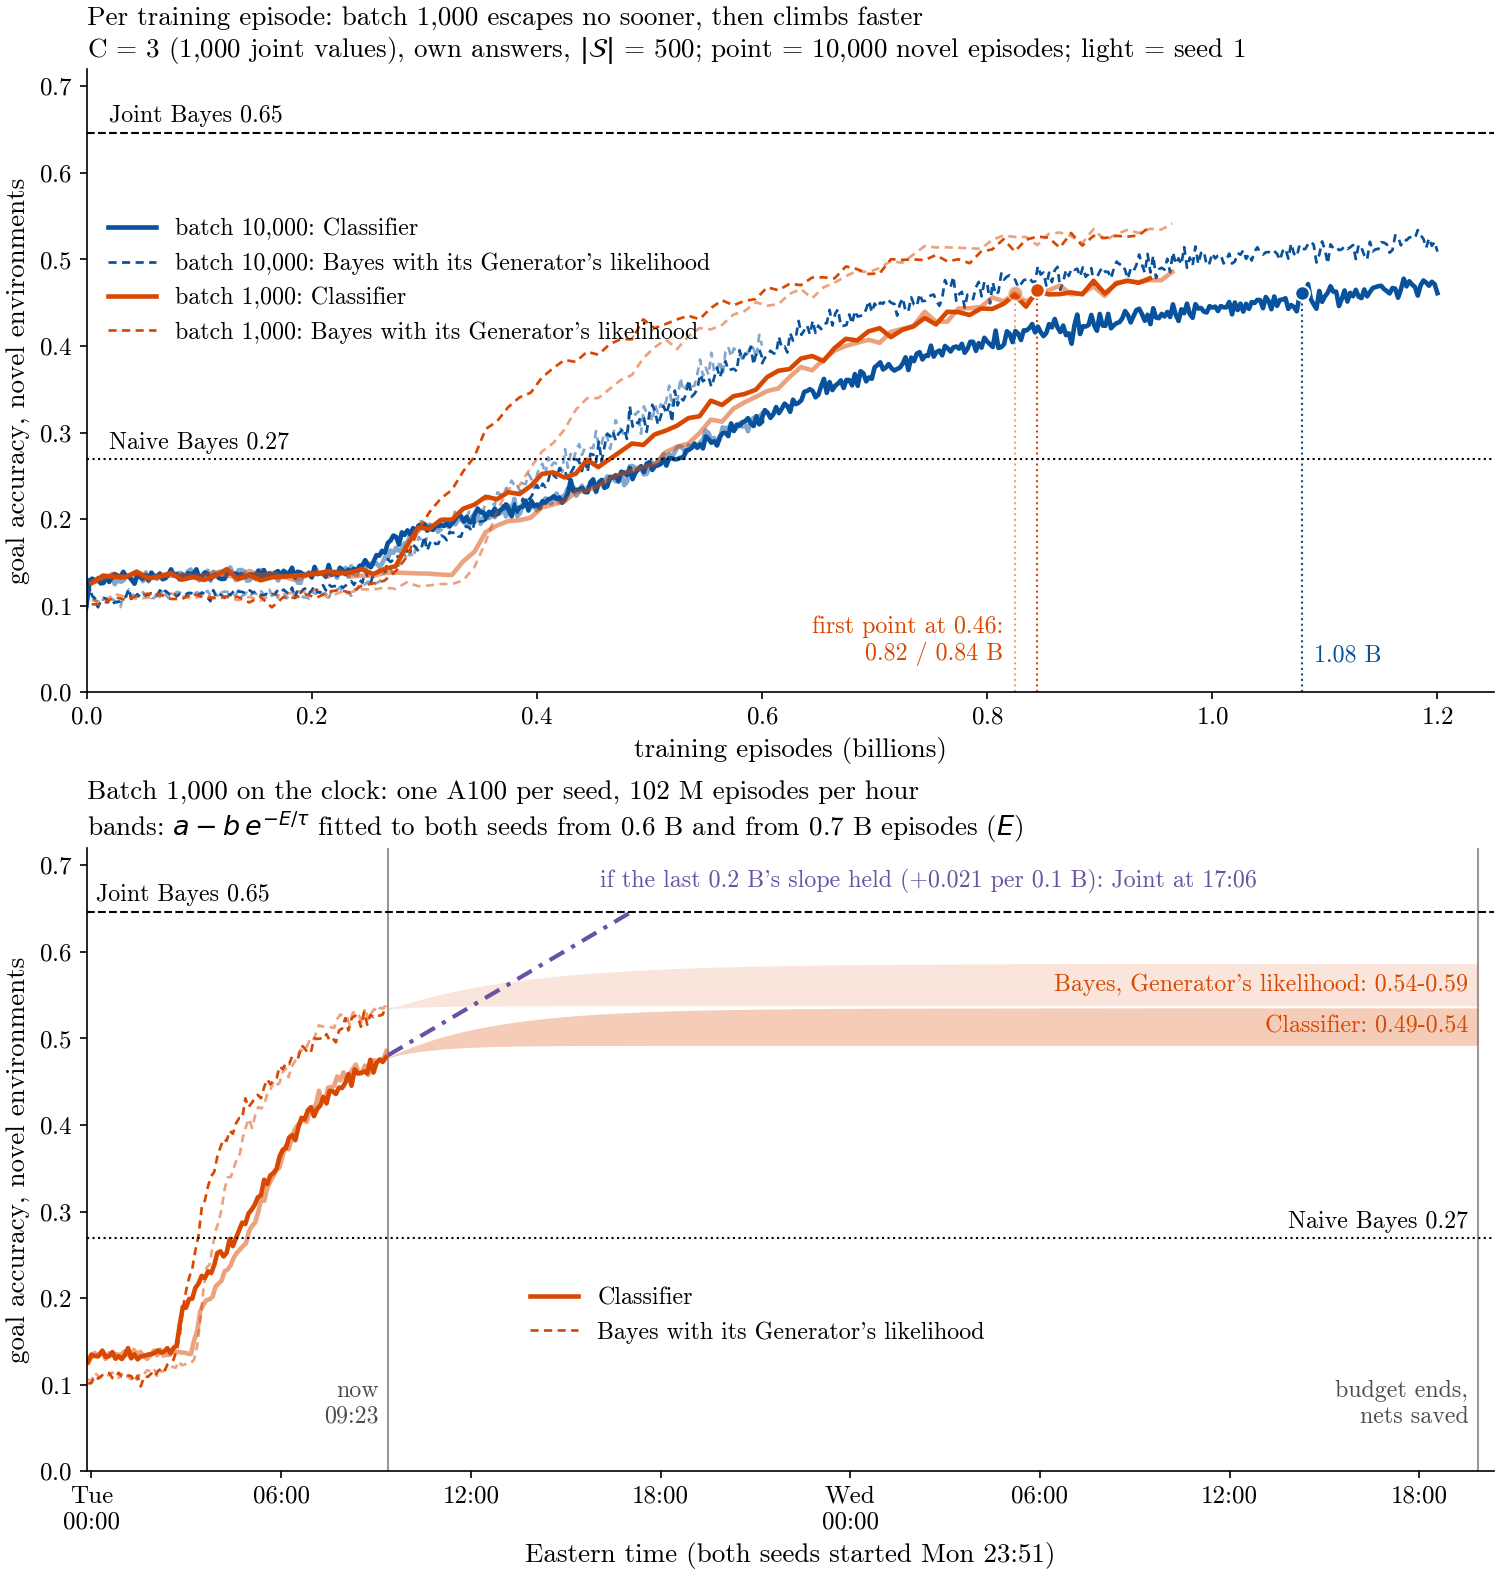 Per training episode: batch 1,000 escapes no sooner, then climbs faster
C = 3 (1,000 joint values), own answers, |𝒮| = 500; point = 10,000 novel episodes; light = seed 1
goal accuracy, novel environments
0.7
0.6
0.5
0.4
0.3
0.2
0.1
0.0
Joint Bayes 0.65
batch 10,000: Classifier
batch 10,000: Bayes with its Generator's likelihood
batch 1,000: Classifier
batch 1,000: Bayes with its Generator's likelihood
Naive Bayes 0.27
first point at 0.46:
0.82 / 0.84 B
1.08 B
0.0 0.2 0.4 0.6 0.8 1.0 1.2
training episodes (billions)
Batch 1,000 on the clock: one A100 per seed, 102 M episodes per hour
bands: a − b e^{−E/τ} fitted to both seeds from 0.6 B and from 0.7 B episodes (E)
goal accuracy, novel environments
0.7
0.6
0.5
0.4
0.3
0.2
0.1
0.0
if the last 0.2 B's slope held (+0.021 per 0.1 B): Joint at 17:06
Joint Bayes 0.65
Bayes, Generator's likelihood: 0.54-0.59
Classifier: 0.49-0.54
Naive Bayes 0.27
Classifier
Bayes with its Generator's likelihood
now
09:23
budget ends,
nets saved
Tue 06:00 12:00 18:00 Wed 06:00 12:00 18:00
00:00 00:00
Eastern time (both seeds started Mon 23:51)